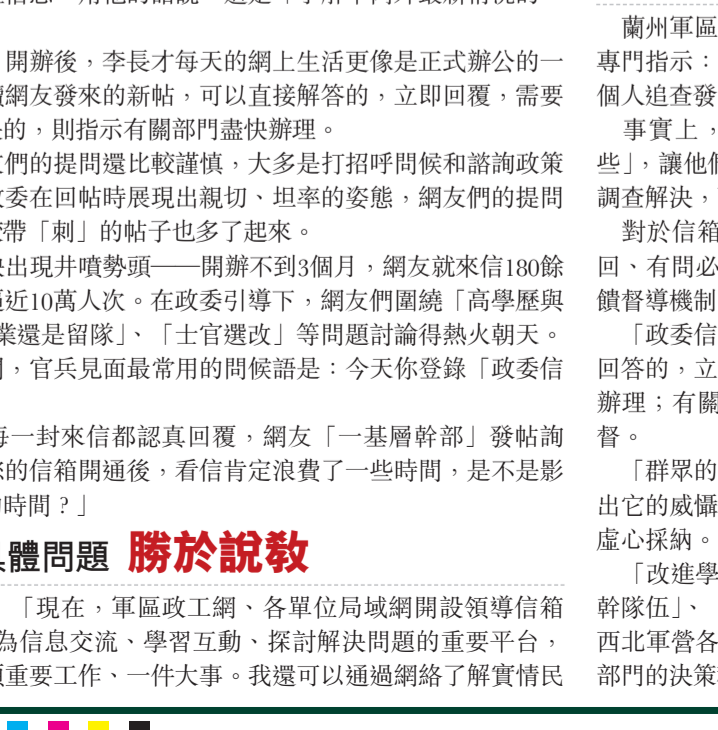 開辦後，李長才每天的網上生活更像是正式辦公的一
網友發來的新帖，可以直接解答的，立即回覆，需要
的，則指示有關部門盡快辦理。
們的提問還比較謹慎，大多是打招呼問候和諮詢政策
委在回帖時展現出親切、坦率的姿態，網友們的提問
帶「刺」的帖子也多了起來。
出現井噴勢頭——開辦不到3個月，網友就來信180餘
近10萬人次。在政委引導下，網友們圍繞「高學歷與
業還是留隊」、「士官選改」等問題討論得熱火朝天。
，官兵見面最常用的問候語是：今天你登錄「政委信
每一封來信都認真回覆，網友「一基層幹部」發帖詢
您的信箱開通後，看信肯定浪費了一些時間，是不是影
時間？」
具體問題 勝於說教
「現在，軍區政工網、各單位局域網開設領導信箱
為信息交流、學習互動、探討解決問題的重要平台，
項重要工作、一件大事。我還可以通過網絡了解實情民
蘭州軍區
專門指示：
個人追查發
事實上，
些」，讓他們
調查解決，
對於信箱
回、有問必
饋督導機制
「政委信
回答的，立
辦理；有關
督。
「群眾的
出它的威懾
虛心採納。
「改進學
幹隊伍」、
西北軍營各
部門的決策